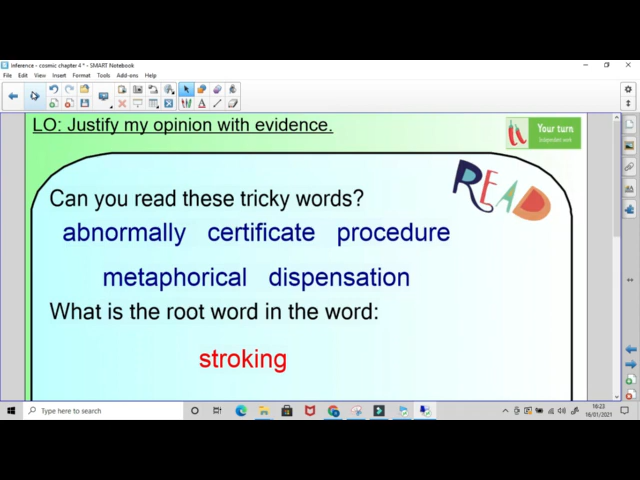 inference - cosmic chapter 4 * - SMART Notebook
File Edit View Insert Format Tools Add-ons Help
LO: Justify my opinion with evidence.
Your turn
Independent work
READ
Can you read these tricky words?
abnormally certificate procedure
metaphorical dispensation
What is the root word in the word:
stroking
Type here to search
16:23
16/01/2021